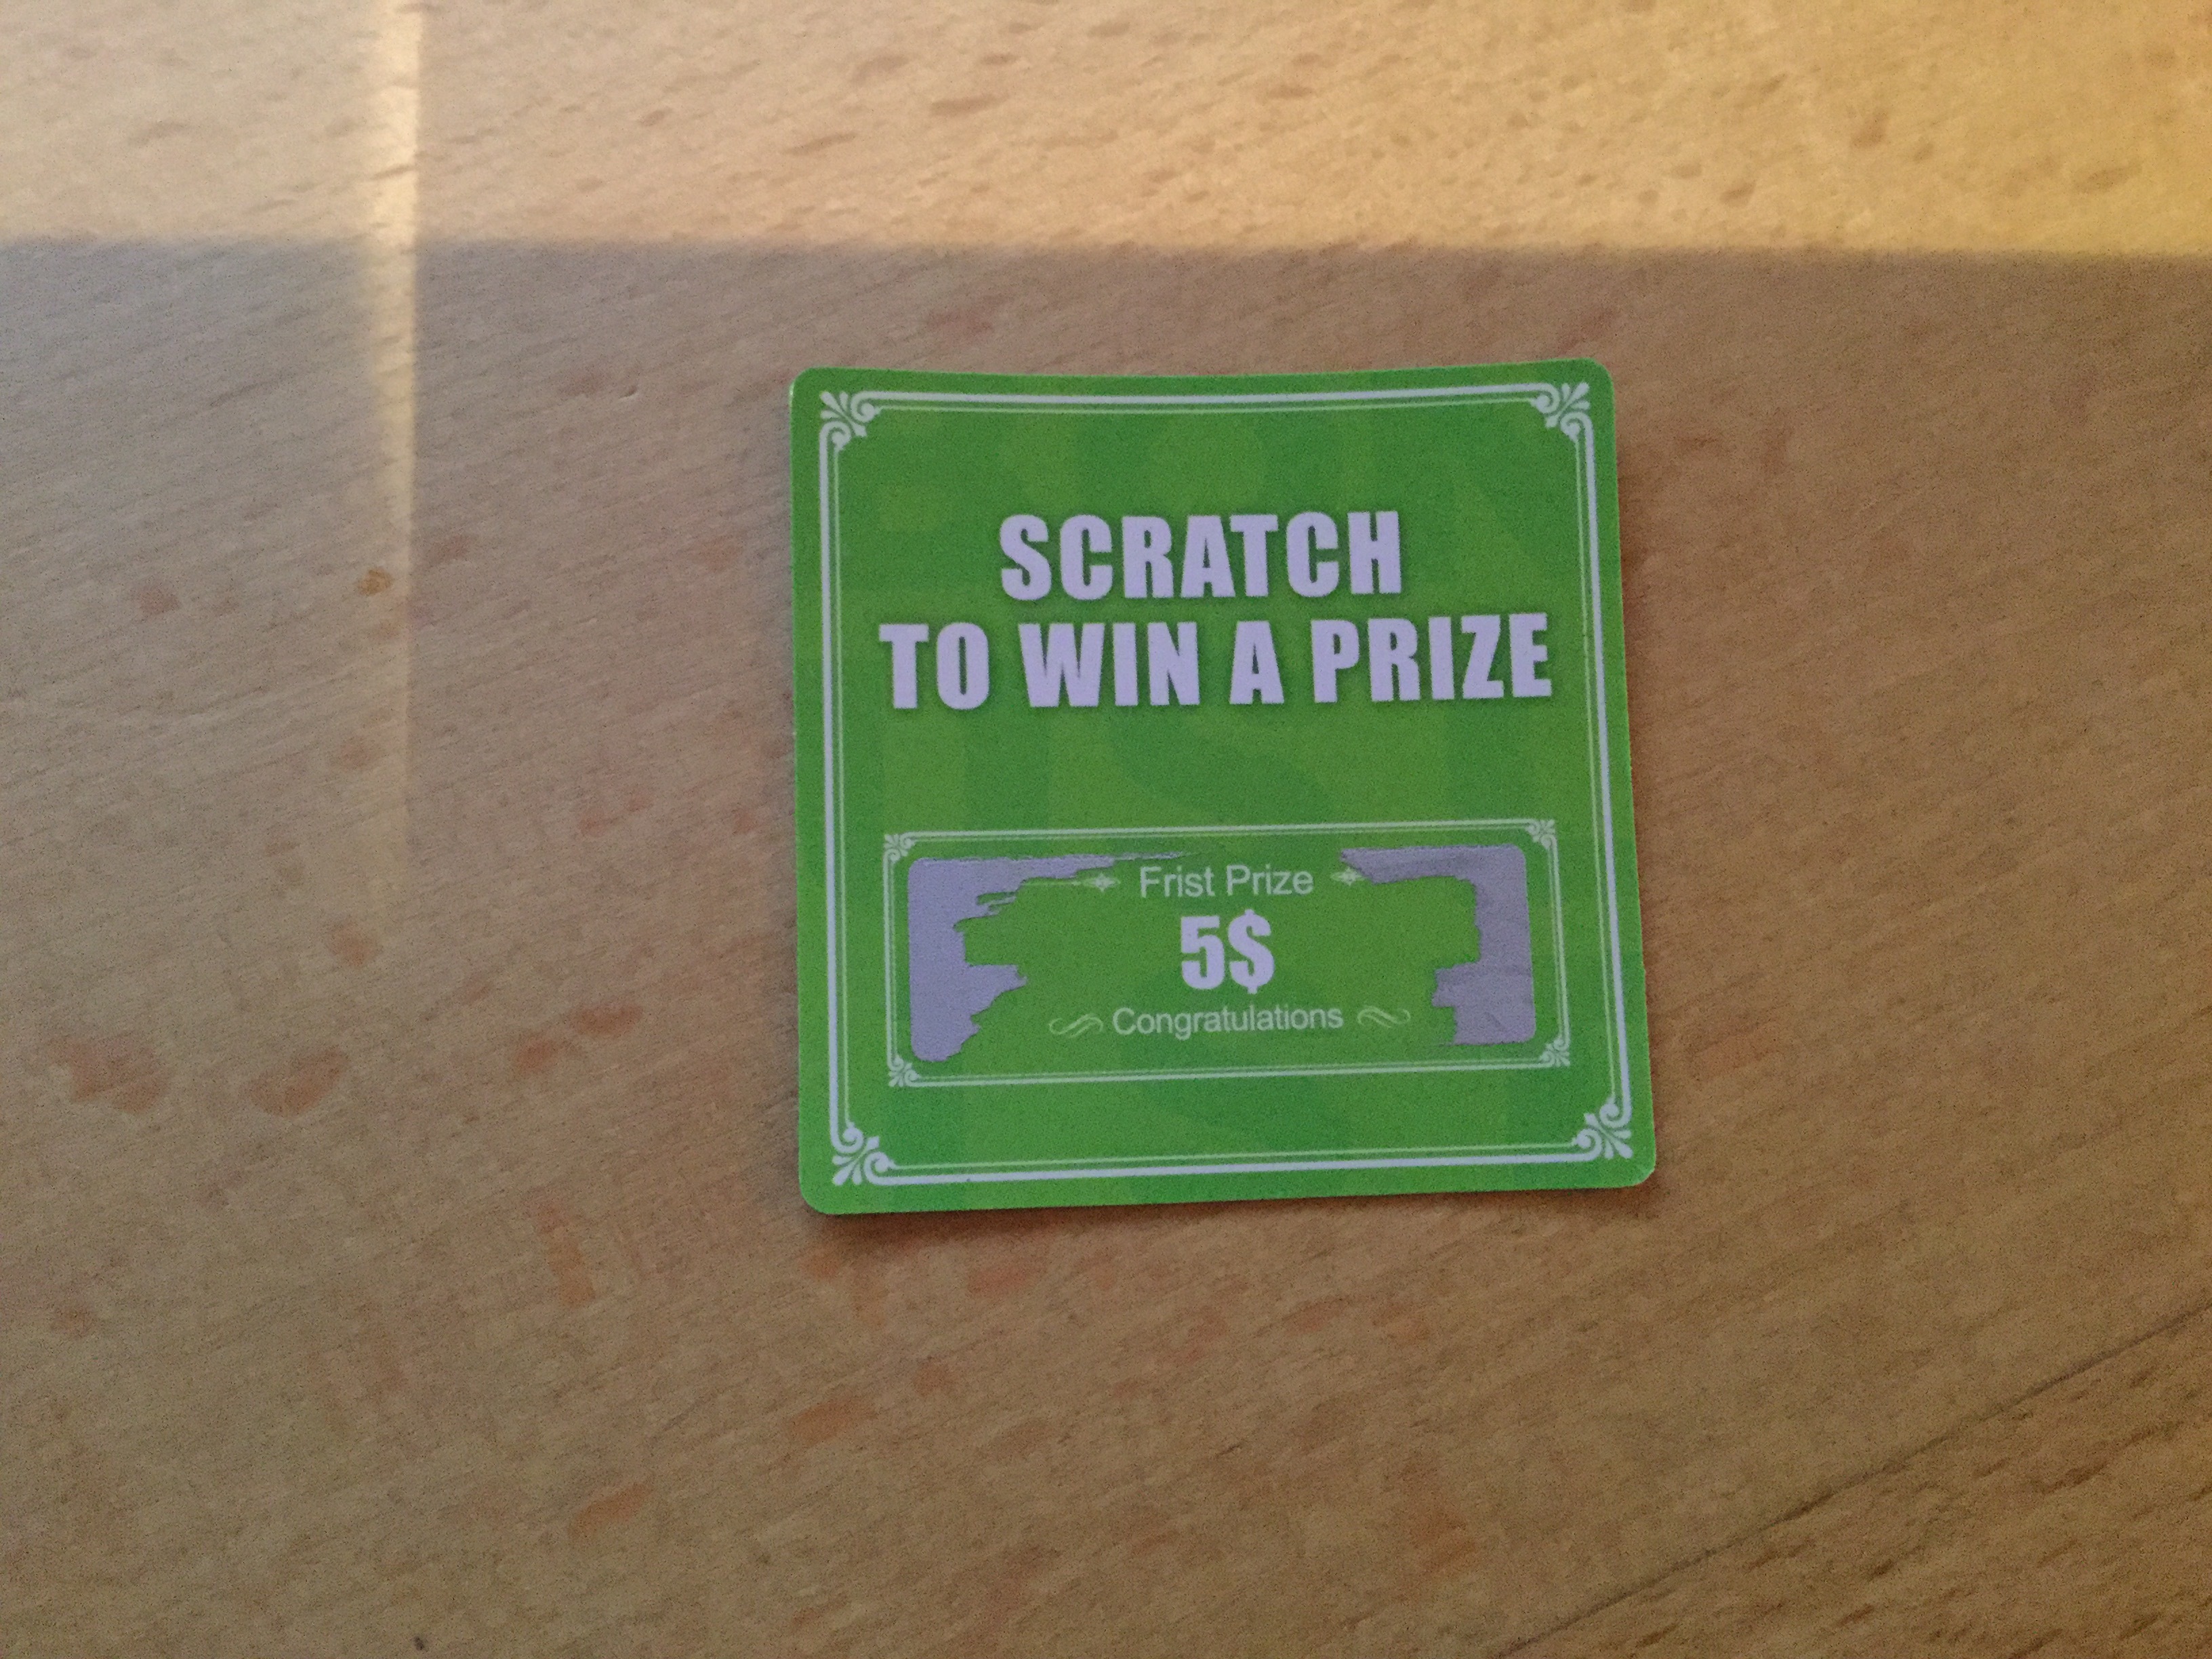 SCRATCH
TO WIN A PRIZE
Frist Prize
5$
Congratulations